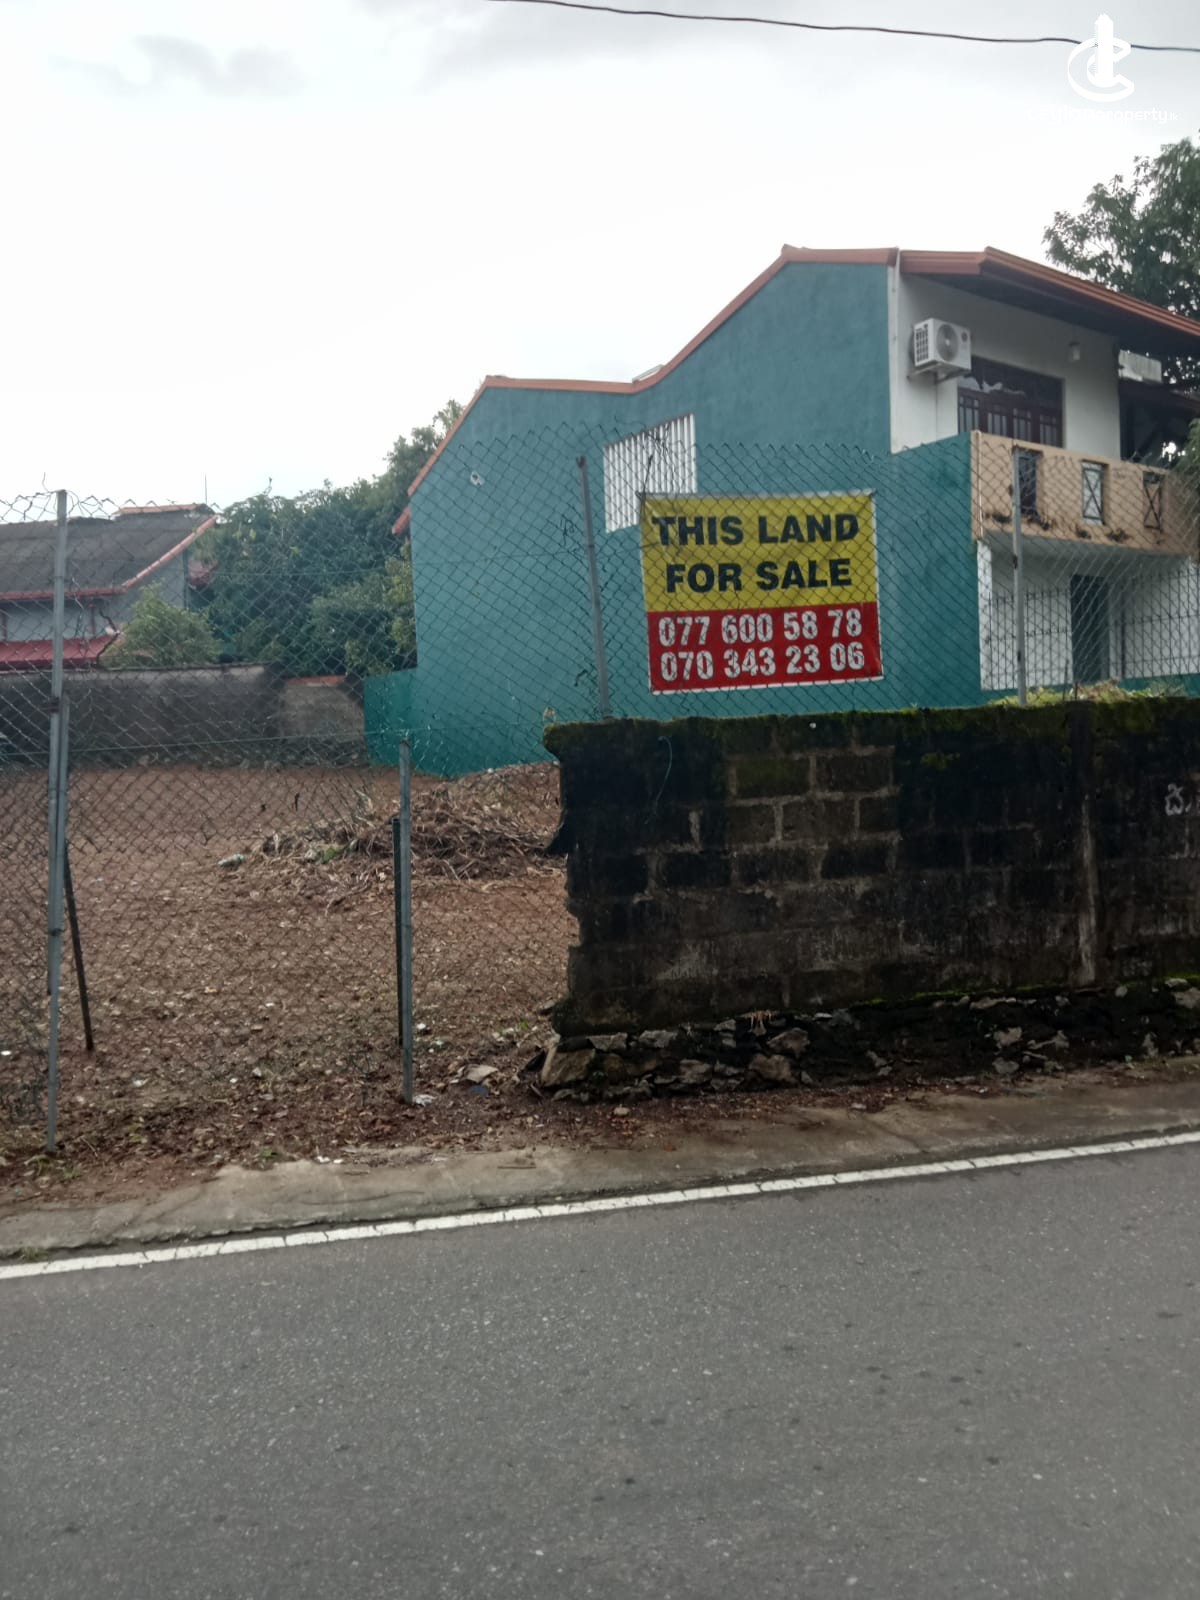 THIS LAND
FOR SALE
077 600 58 78
070 343 23 06